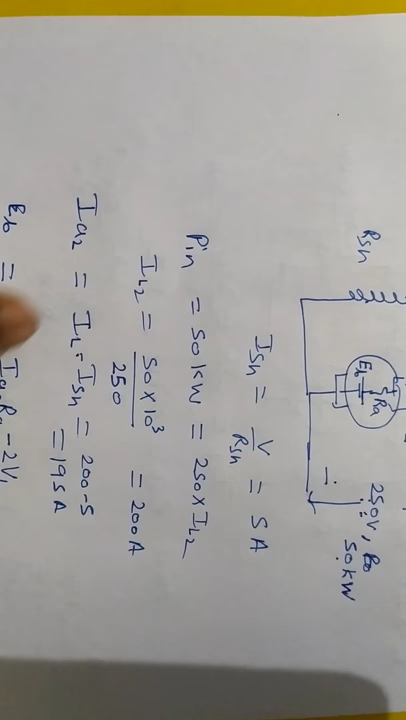 Rsh
Eb
Ra
250V,
50KW
Ish = V/Rsh = 5A
Pin = 50KW = 250 x IL2
IL2 = 50 x 10³/250 = 200A
Ia2 = IL - Ish = 200-5
= 195A
Eb = Ra - 2V